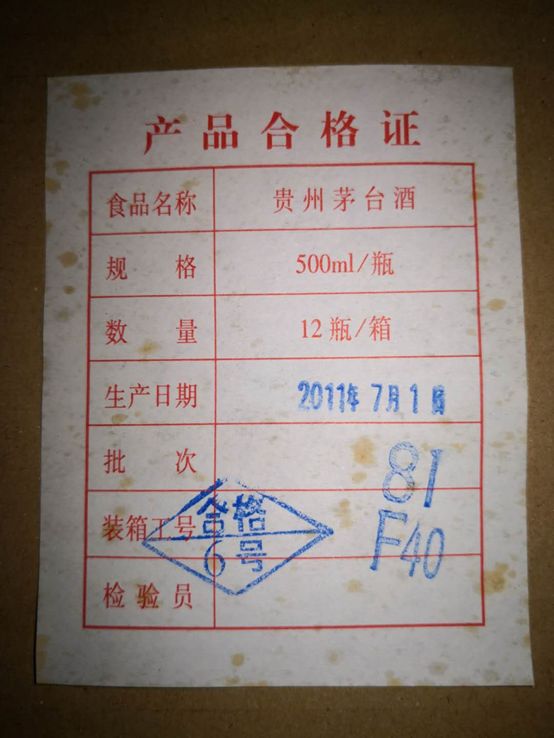 产品合格证
食品名称 贵州茅台酒
规格 500ml/瓶
数量 12瓶/箱
生产日期 2011年7月1日
批次 81
装箱工号 F40
合格
6号
检验员